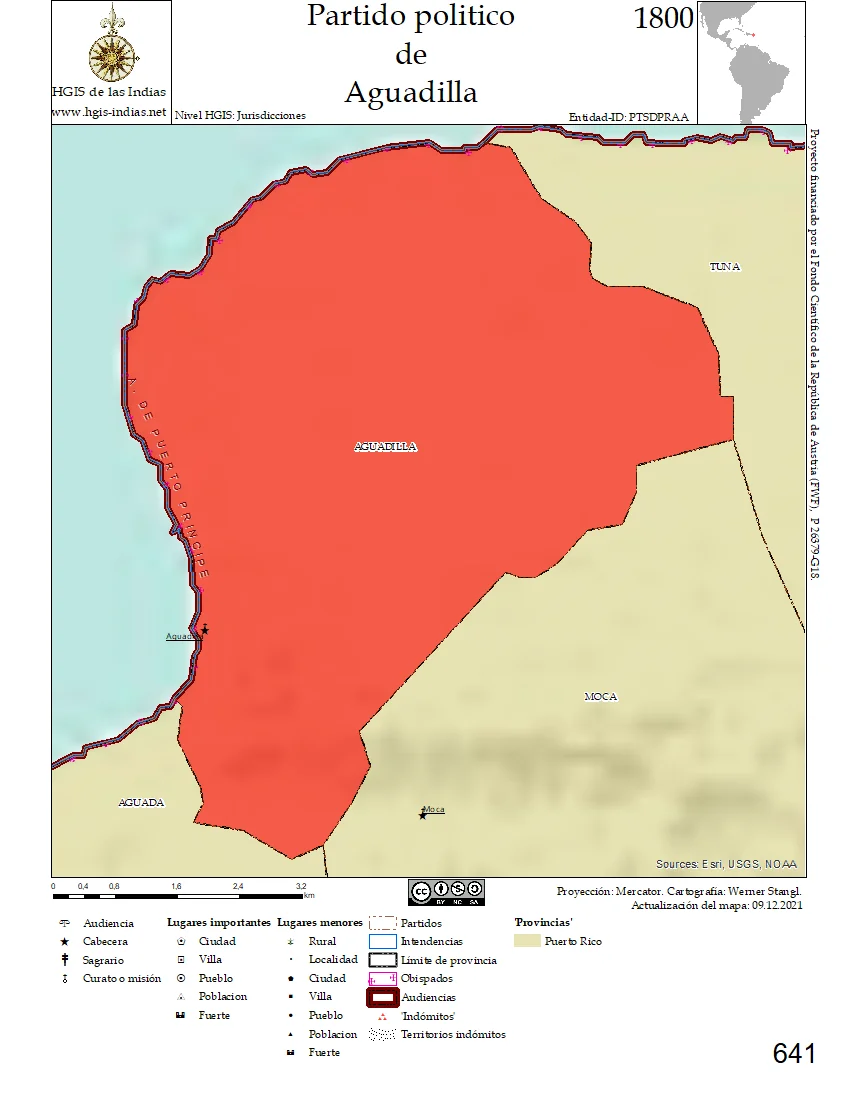 Partido politico
de
Aguadilla
1800
HGIS de las Indias
www.hgis-indias.net
Nivel HGIS: Jurisdicciones
Entidad-ID: PTSDPRAA
Proyecto financiado por el Fondo Científico de la República de Austria (FWF), P 26379-G18.
TUNA
A. DE PUERTO PRINCIPE
AGUADILLA
MOCA
AGUADA
Moca
Sources: Esri, USGS, NOAA
0 0,4 0,8 1,6 2,4 3,2
km
CC BY NC SA
Proyección: Mercator. Cartografía: Werner Stangl.
Actualización del mapa: 09.12.2021
Audiencia
Cabecera
Sagrario
Curato o misión
Lugares importantes
Ciudad
Villa
Pueblo
Poblacion
Fuerte
Lugares menores
Rural
Localidad
Ciudad
Villa
Pueblo
Poblacion
Fuerte
Partidos
Intendencias
Límite de provincia
Obispados
Audiencias
'Indómitos'
Territorios indómitos
'Provincias'
Puerto Rico
641